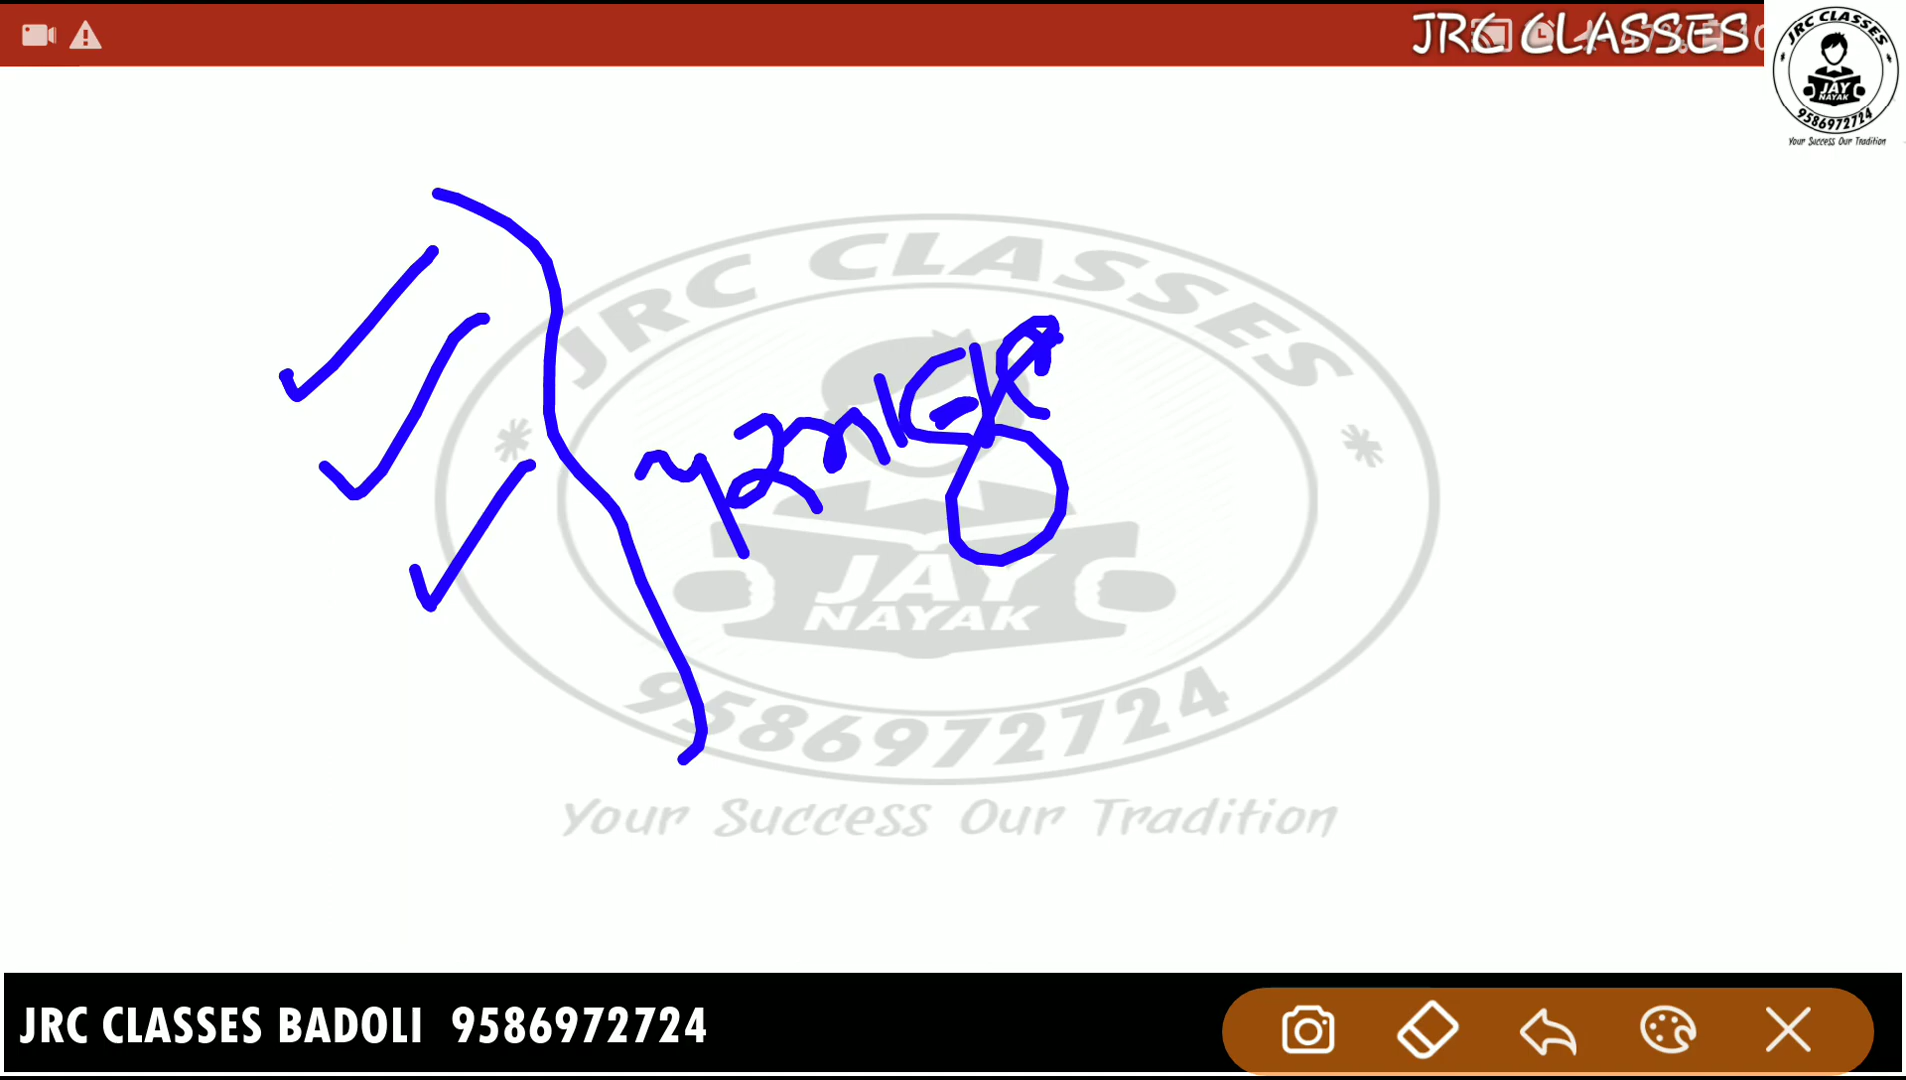 JRC CLASSES
JRC CLASSES
JAY
NAYAK
9586972724
Your Success Our Tradition
JRC CLASSES
JAY
NAYAK
9586972724
Your Success Our Tradition
JRC CLASSES BADOLI 9586972724